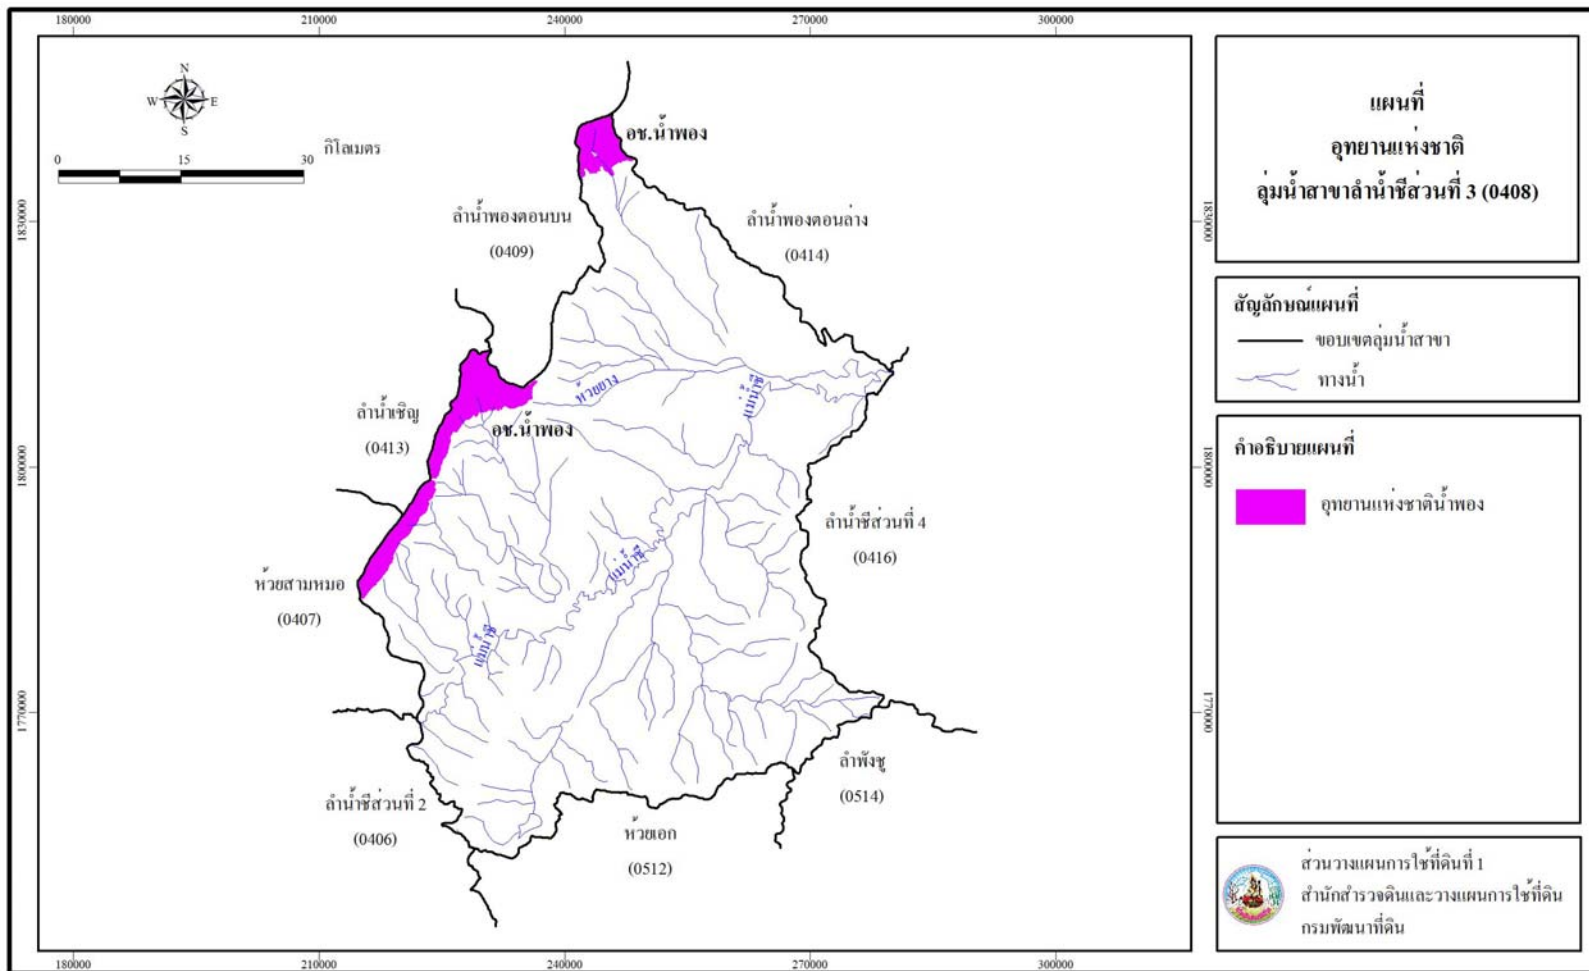 180000 210000 240000 270000 300000
N
W E
S
กิโลเมตร
0 15 30
อช.น้ำพอง
ลำน้ำพองตอนบน
(0409)
ลำน้ำพองตอนล่าง
(0414)
1830000
1830000
ห้วยยาง
แม่น้ำชี
ลำน้ำเชิญ
(0413)
อช.น้ำพอง
1800000
1800000
ลำน้ำชีส่วนที่ 4
(0416)
แม่น้ำชี
ห้วยสามหมอ
(0407)
แม่น้ำชี
1770000
1770000
ลำพังชู
(0514)
ลำน้ำชีส่วนที่ 2
(0406)
ห้วยเอก
(0512)
180000 210000 240000 270000 300000
แผนที่
อุทยานแห่งชาติ
ลุ่มน้ำสาขาลำน้ำชีส่วนที่ 3 (0408)
สัญลักษณ์แผนที่
ขอบเขตลุ่มน้ำสาขา
ทางน้ำ
คำอธิบายแผนที่
อุทยานแห่งชาติน้ำพอง
ส่วนวางแผนการใช้ที่ดินที่ 1
สำนักสำรวจดินและวางแผนการใช้ที่ดิน
กรมพัฒนาที่ดิน